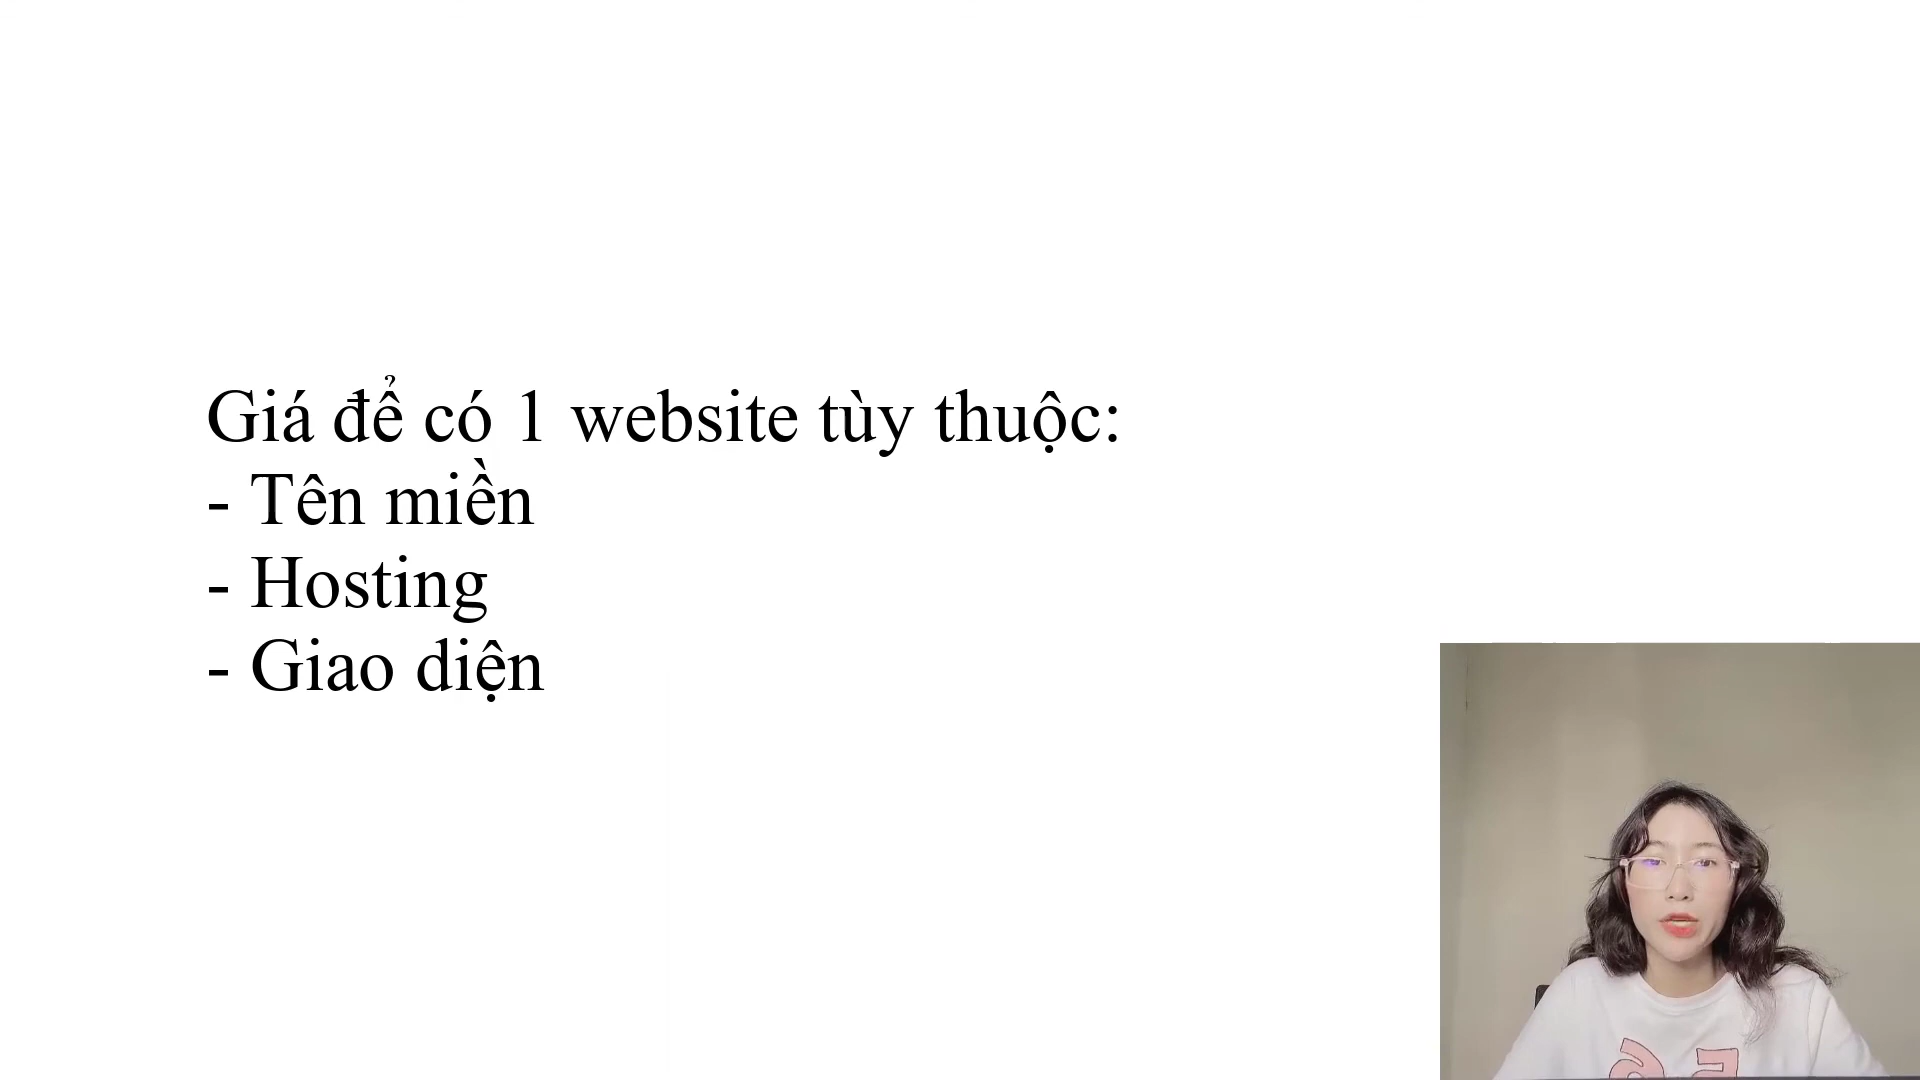 Giá để có 1 website tùy thuộc:
- Tên miền
- Hosting
- Giao diện